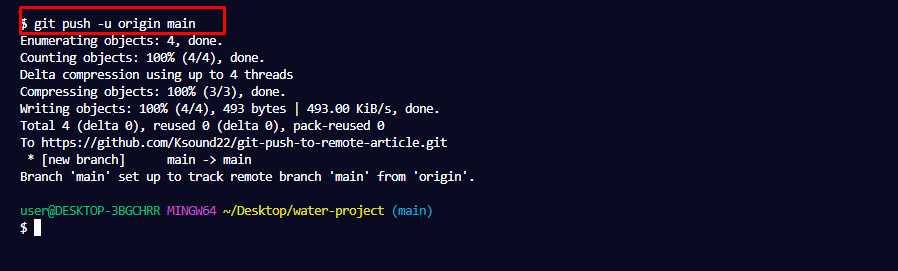 $ git push -u origin main
Enumerating objects: 4, done.
Counting objects: 100% (4/4), done.
Delta compression using up to 4 threads
Compressing objects: 100% (3/3), done.
Writing objects: 100% (4/4), 493 bytes | 493.00 KiB/s, done.
Total 4 (delta 0), reused 0 (delta 0), pack-reused 0
To https://github.com/Ksound22/git-push-to-remote-article.git
 * [new branch]      main -> main
Branch 'main' set up to track remote branch 'main' from 'origin'.
user@DESKTOP-3BGCHRR MINGW64 ~/Desktop/water-project (main)
$